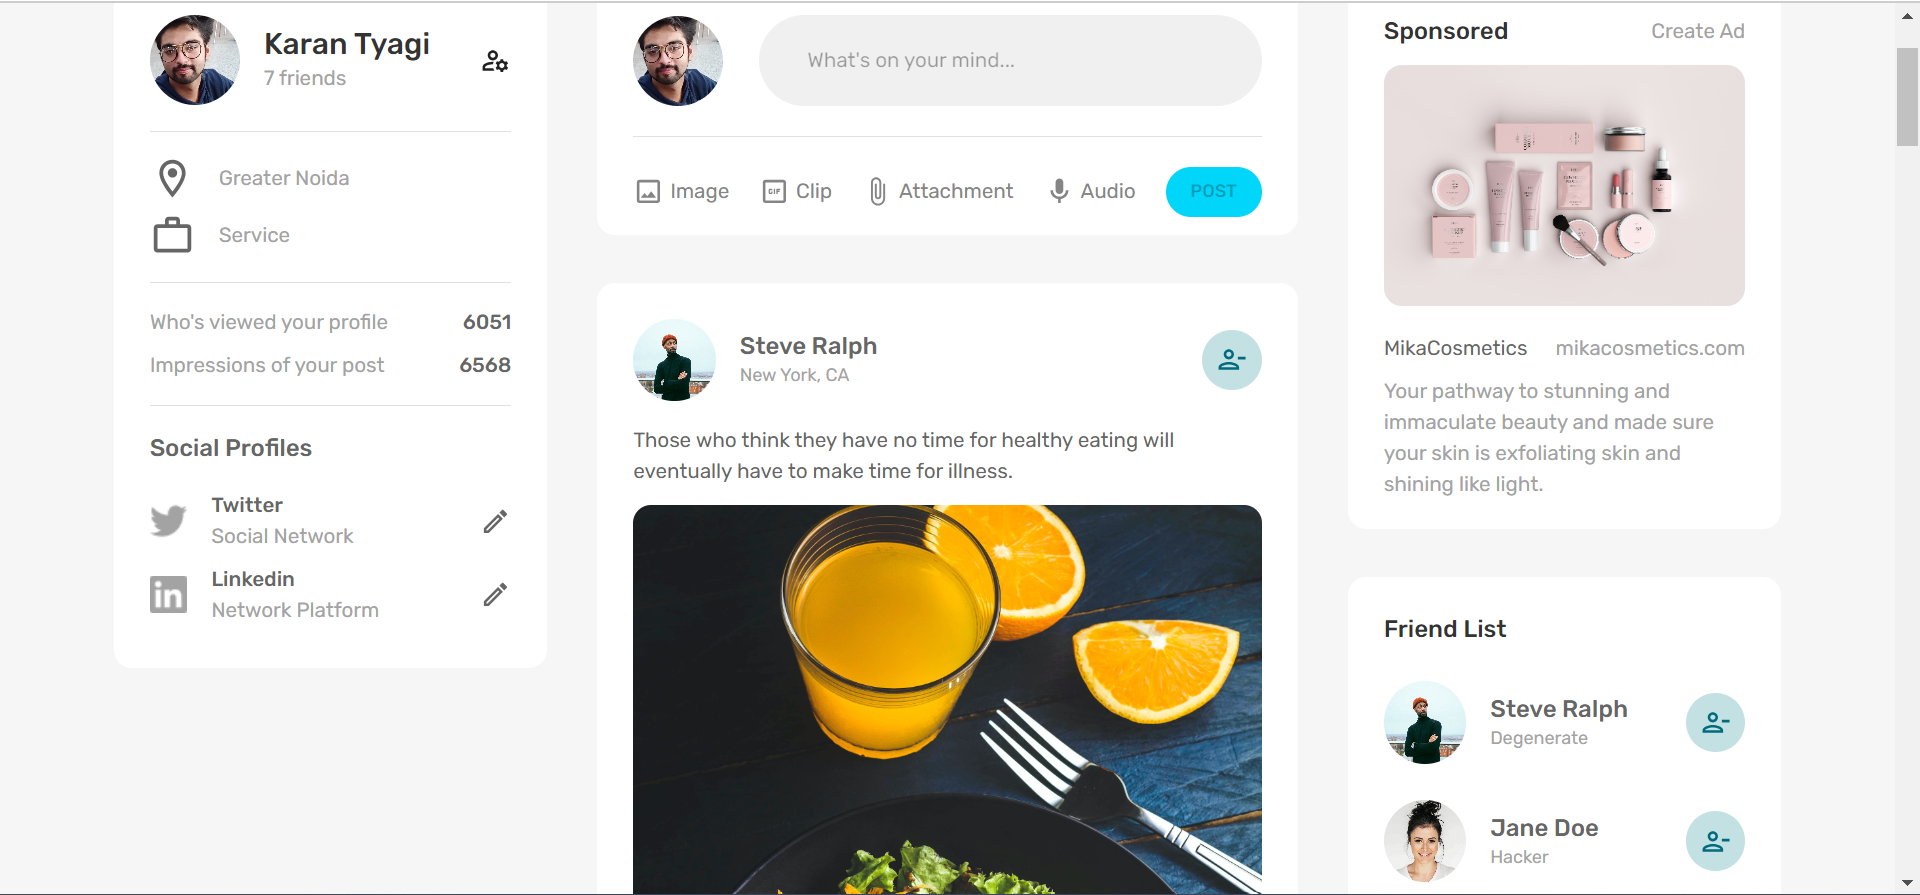 Karan Tyagi
7 friends
Greater Noida
Service
Who's viewed your profile 6051
Impressions of your post 6568
Social Profiles
Twitter
Social Network
Linkedin
Network Platform
What's on your mind...
Image GIF Clip Attachment Audio POST
Steve Ralph
New York, CA
Those who think they have no time for healthy eating will
eventually have to make time for illness.
Sponsored Create Ad
MikaCosmetics mikacosmetics.com
Your pathway to stunning and
immaculate beauty and made sure
your skin is exfoliating skin and
shining like light.
Friend List
Steve Ralph
Degenerate
Jane Doe
Hacker